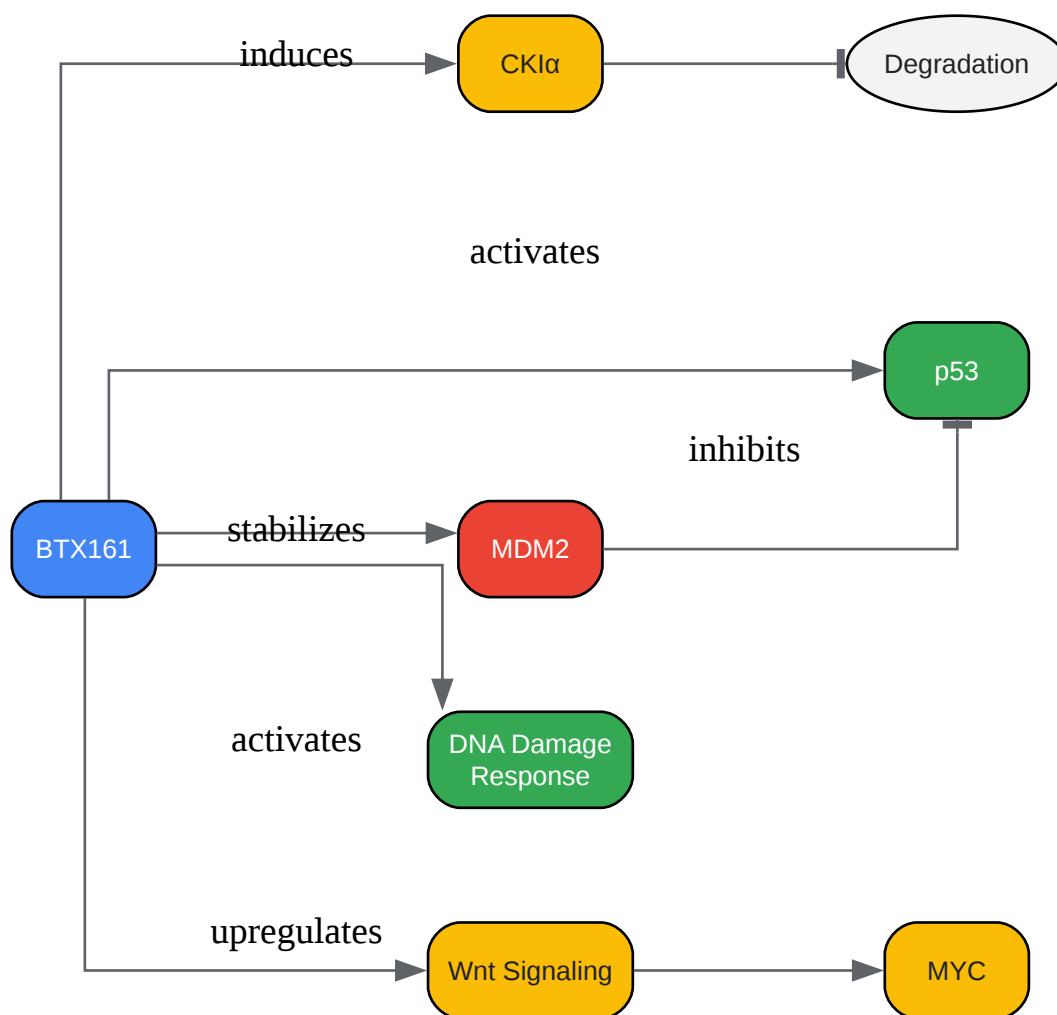 induces
CKIα
Degradation
activates
p53
inhibits
BTX161
stabilizes
MDM2
activates
DNA Damage
Response
upregulates
Wnt Signaling
MYC